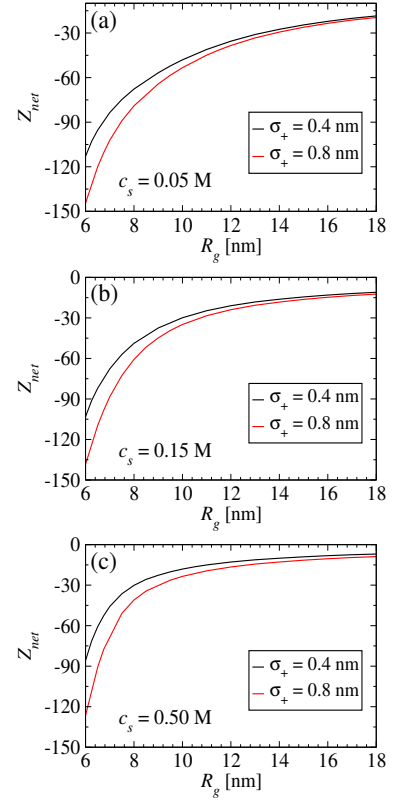 (a)
-30
-60
-90
-120
-150
Z_net
σ₊ = 0.4 nm
σ₊ = 0.8 nm
c_s = 0.05 M
6 8 10 12 14 16 18
R_g [nm]
(b)
0
-30
-60
-90
-120
-150
Z_net
σ₊ = 0.4 nm
σ₊ = 0.8 nm
c_s = 0.15 M
6 8 10 12 14 16 18
R_g [nm]
(c)
0
-30
-60
-90
-120
-150
Z_net
σ₊ = 0.4 nm
σ₊ = 0.8 nm
c_s = 0.50 M
6 8 10 12 14 16 18
R_g [nm]